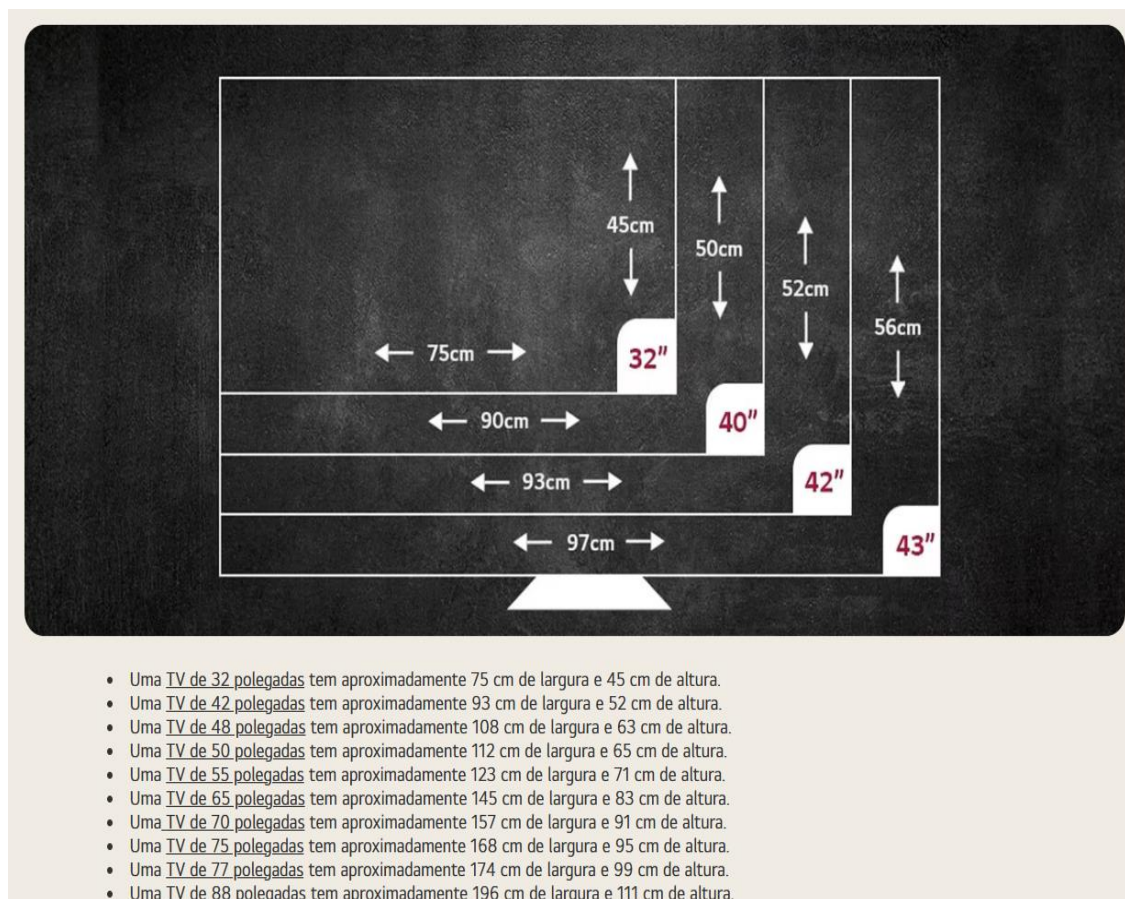 45cm
50cm
52cm
56cm
75cm
32"
90cm
40"
93cm
42"
97cm
43"
Uma TV de 32 polegadas tem aproximadamente 75 cm de largura e 45 cm de altura.
Uma TV de 42 polegadas tem aproximadamente 93 cm de largura e 52 cm de altura.
Uma TV de 48 polegadas tem aproximadamente 108 cm de largura e 63 cm de altura.
Uma TV de 50 polegadas tem aproximadamente 112 cm de largura e 65 cm de altura.
Uma TV de 55 polegadas tem aproximadamente 123 cm de largura e 71 cm de altura.
Uma TV de 65 polegadas tem aproximadamente 145 cm de largura e 83 cm de altura.
Uma TV de 70 polegadas tem aproximadamente 157 cm de largura e 91 cm de altura.
Uma TV de 75 polegadas tem aproximadamente 168 cm de largura e 95 cm de altura.
Uma TV de 77 polegadas tem aproximadamente 174 cm de largura e 99 cm de altura.
Uma TV de 88 polegadas tem aproximadamente 196 cm de largura e 111 cm de altura.